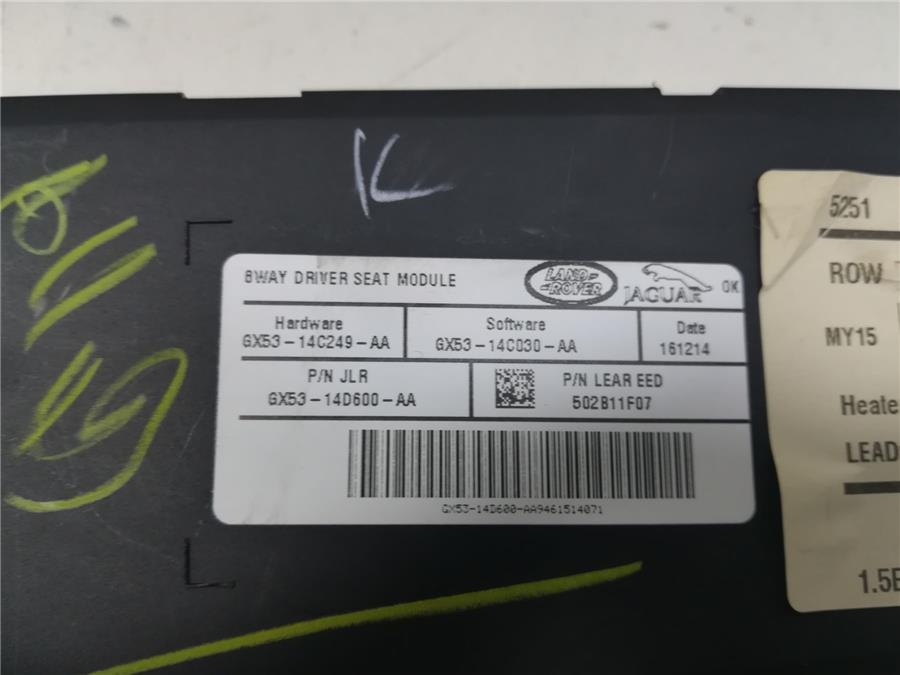 K
8WAY DRIVER SEAT MODULE
LAND-
-ROVER
JAGUAR
OK
Hardware
GX53-14C249-AA
Software
GX53-14C030-AA
Date
161214
P/N JLR
GX53-14D600-AA
P/N LEAR EED
502B11F07
GX53-14D600-AA9461514071
5251
ROW
MY15
Heate
LEAD
1.5